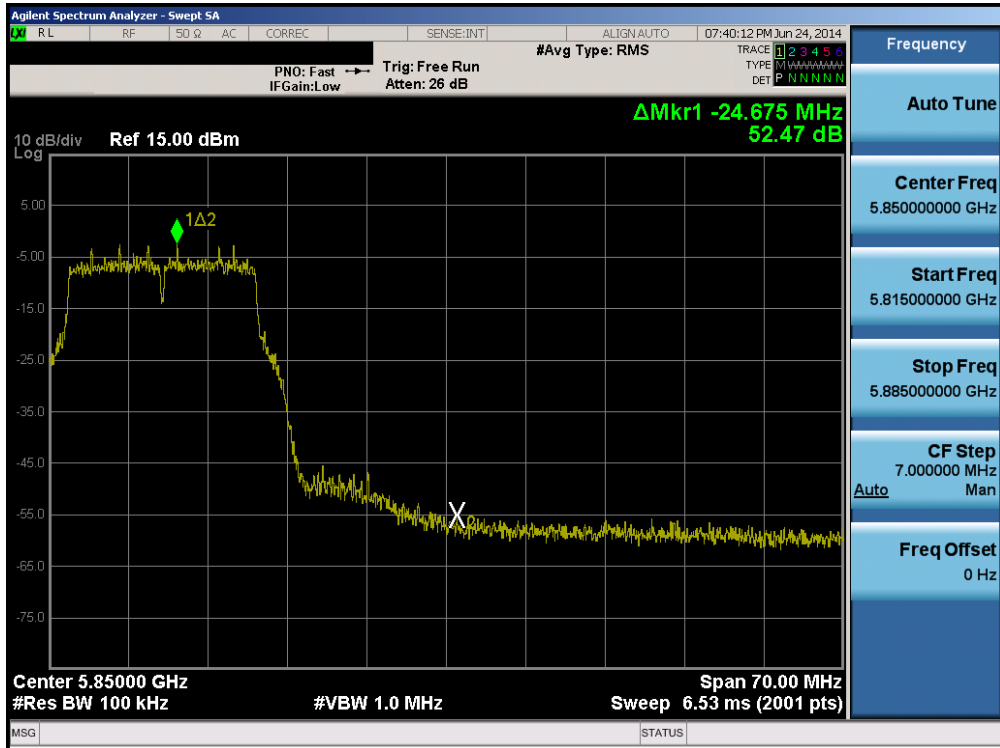 Agilent Spectrum Analyzer - Swept SA
LXI RL RF 50 Ω AC CORREC SENSE:INT ALIGN AUTO 07:40:12 PM Jun 24, 2014
#Avg Type: RMS TRACE 1 2 3 4 5 6
PNO: Fast Trig: Free Run TYPE M WWWWW
IFGain:Low Atten: 26 dB DET P N N N N N
ΔMkr1 -24.675 MHz
52.47 dB
10 dB/div Ref 15.00 dBm
Log
1Δ2
5.00
-5.00
-15.0
-25.0
-35.0
-45.0
-55.0
X2
-65.0
-75.0
Center 5.85000 GHz Span 70.00 MHz
#Res BW 100 kHz #VBW 1.0 MHz Sweep 6.53 ms (2001 pts)
MSG STATUS
Frequency
Auto Tune
Center Freq
5.850000000 GHz
Start Freq
5.815000000 GHz
Stop Freq
5.885000000 GHz
CF Step
7.000000 MHz
Auto Man
Freq Offset
0 Hz